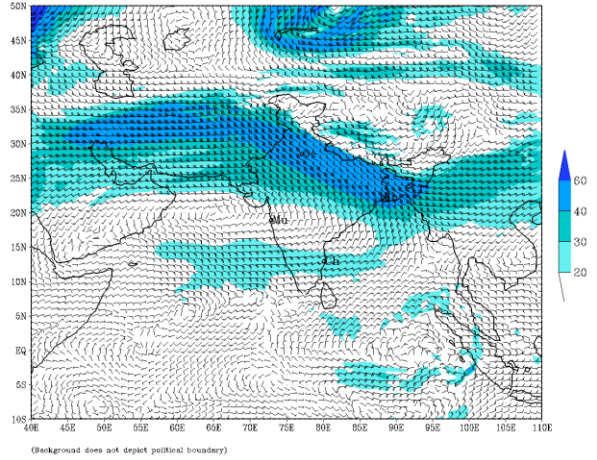 50N
45N
40N
35N
30N
25N
20N
15N
10N
5N
EQ
5S
10S
40E 45E 50E 55E 60E 65E 70E 75E 80E 85E 90E 95E 100E 105E 110E
60
40
30
20
Mu
Ch
(Background does not depict political boundary)